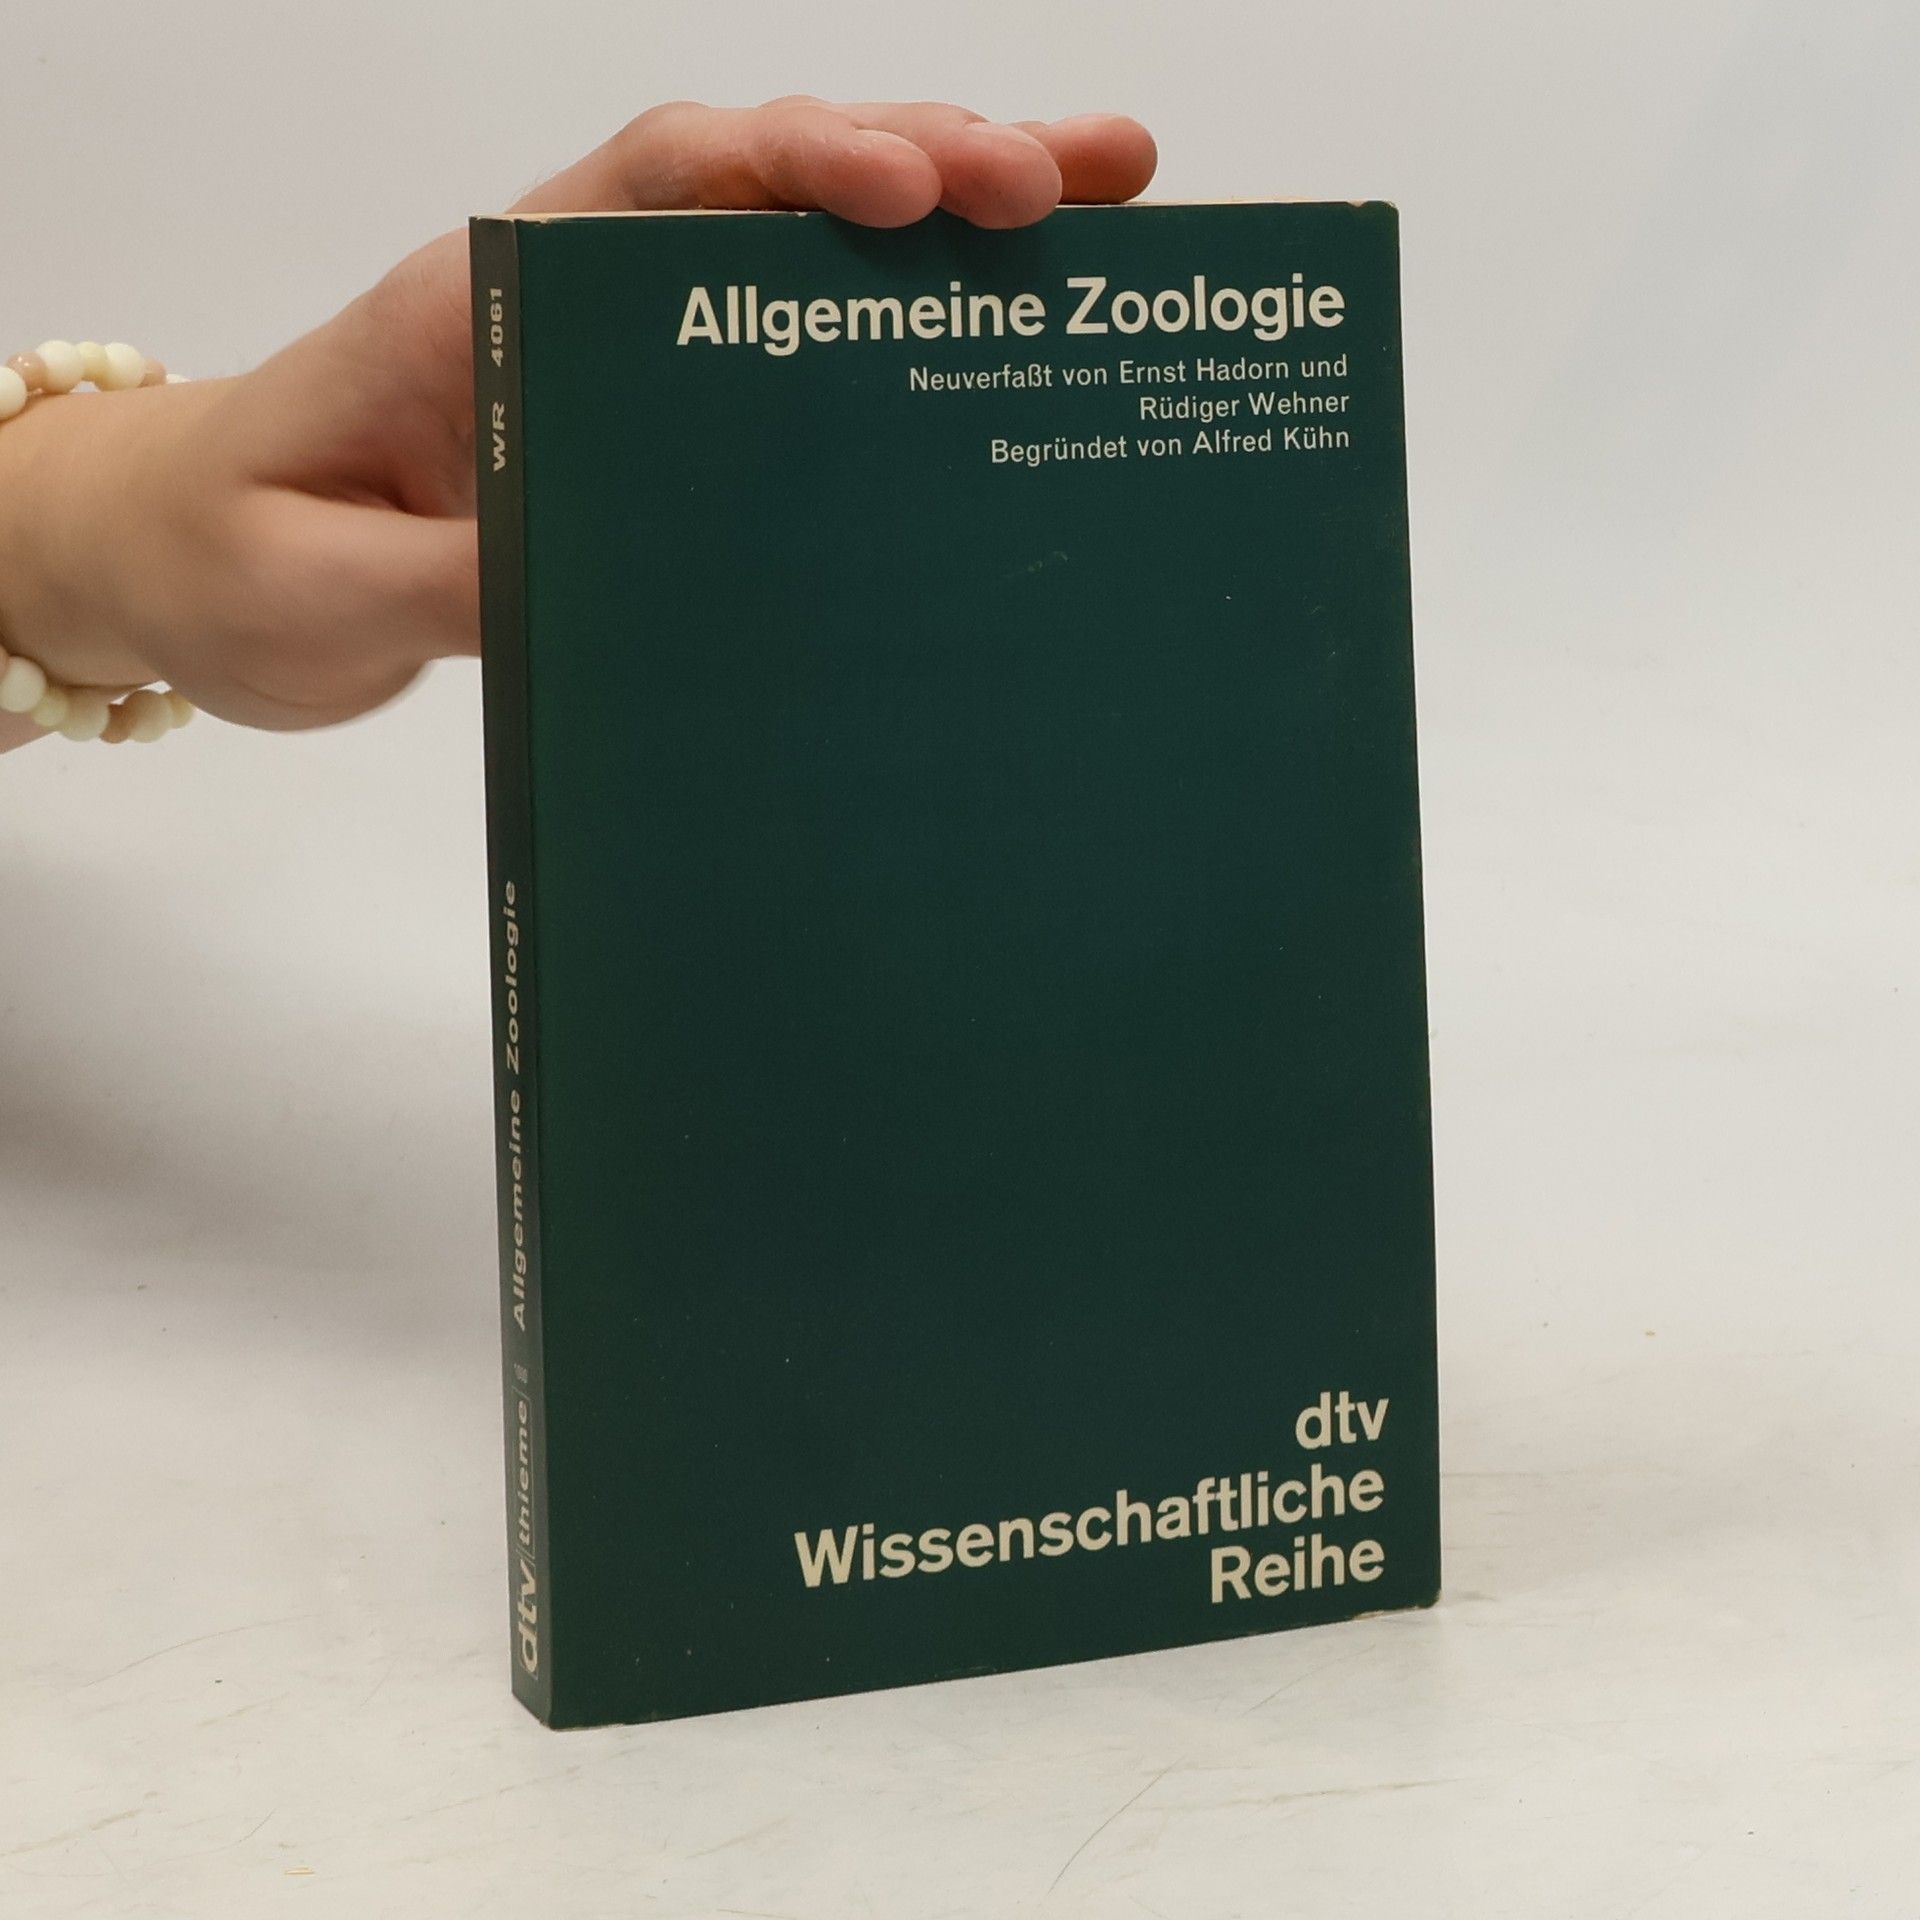 Allgemeine Zoologie
Neuverfaßt von Ernst Hadorn und
Rüdiger Wehner
Begründet von Alfred Kühn
dtv
Wissenschaftliche
Reihe
dtv thieme Allgemeine Zoologie WR 4061